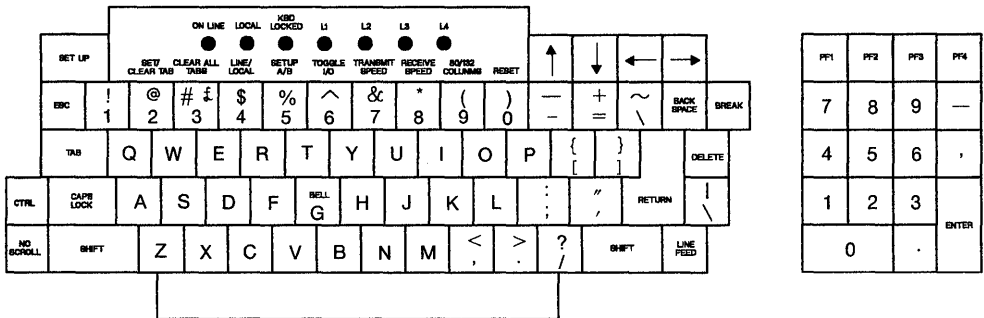 ON LINE LOCAL KBD LOCKED L1 L2 L3 L4
SET UP
SET/ CLEAR TAB CLEAR ALL TABS LINE/ LOCAL SETUP A/B TOGGLE I/O TRANSMIT SPEED RECEIVE SPEED 80/132 COLUMNS RESET ↑ ↓ ← →
ESC ! 1 @ 2 # £ 3 $ 4 % 5 ^ 6 & 7 * 8 ( 9 ) 0 — - + = ~ \ BACK SPACE BREAK
TAB Q W E R T Y U I O P { [ } ] DELETE
CTRL CAPS LOCK A S D F BELL G H J K L : ; " ' RETURN | \
NO SCROLL SHIFT Z X C V B N M < , > . ? / SHIFT LINE FEED
PF1 PF2 PF3 PF4
7 8 9 —
4 5 6 ,
1 2 3 ENTER
0 .